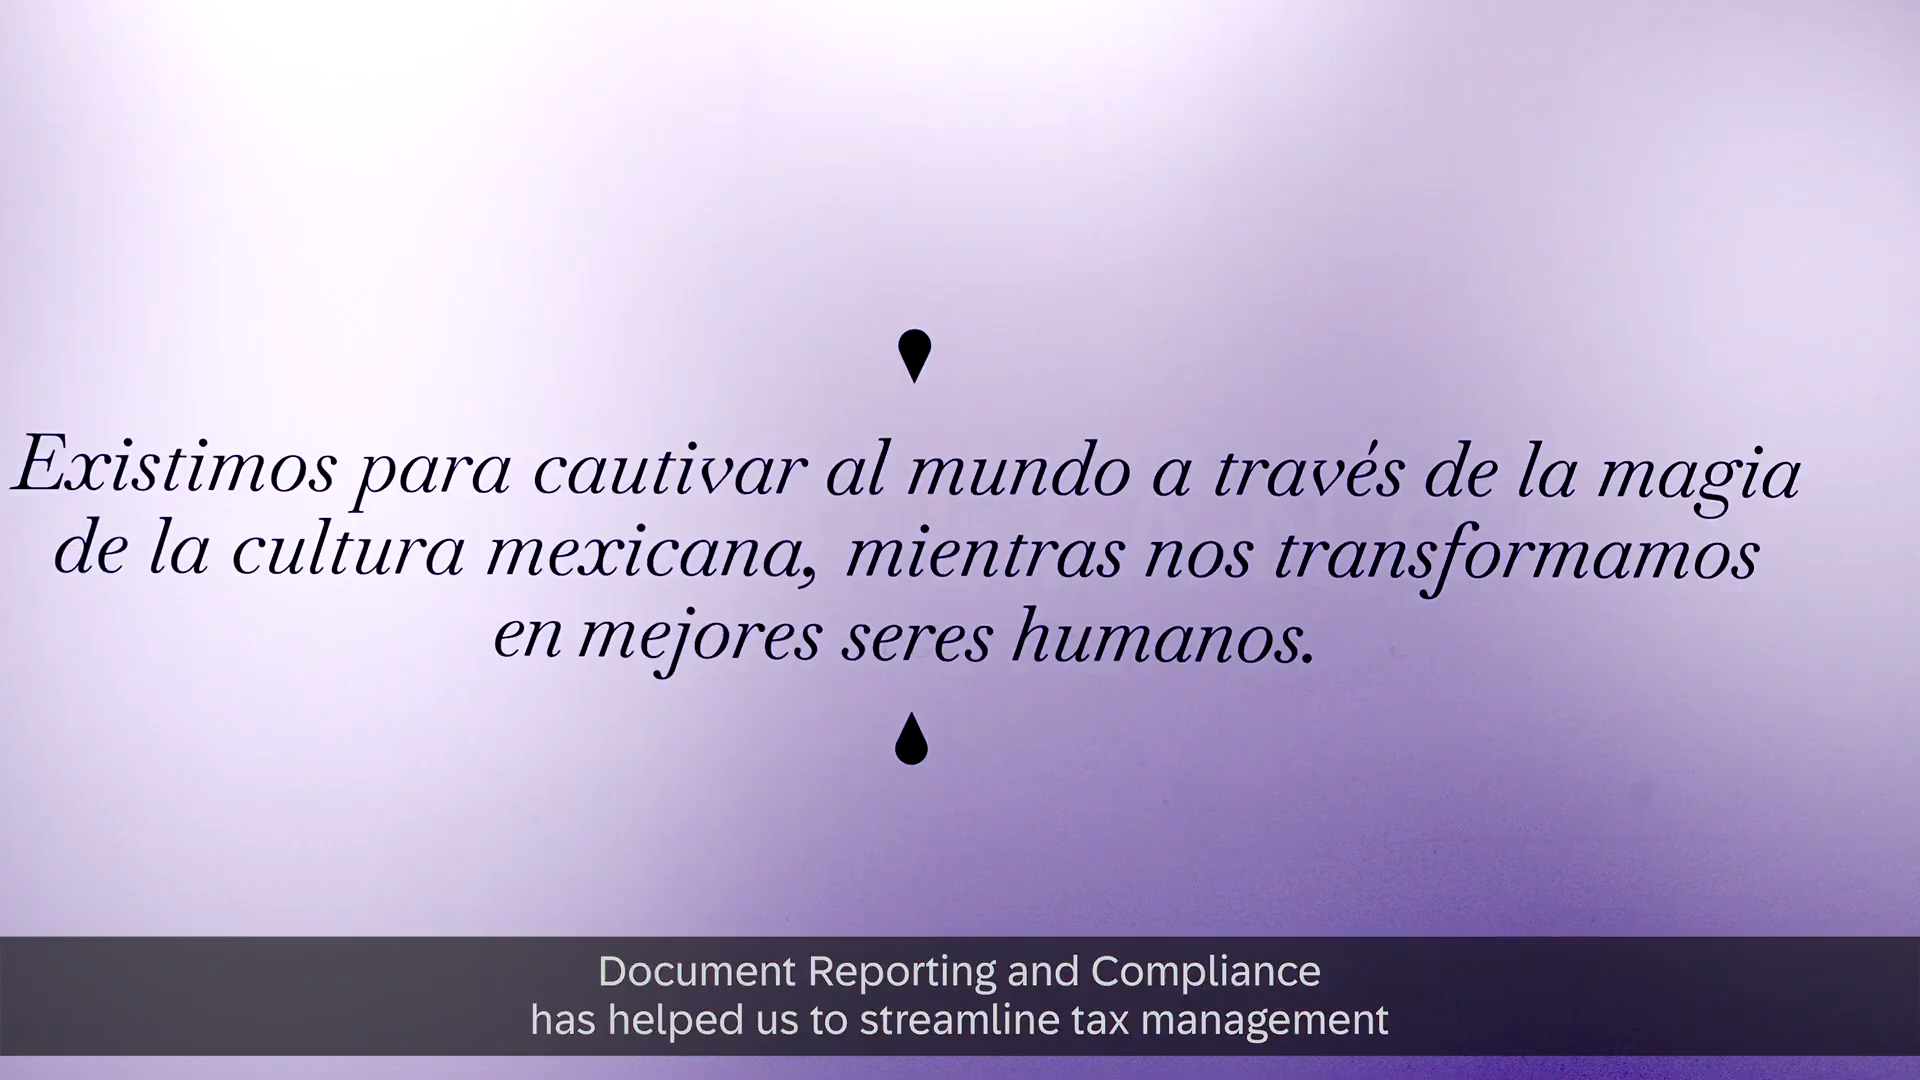 Existimos para cautivar al mundo a través de la magia
de la cultura mexicana, mientras nos transformamos
en mejores seres humanos.
Document Reporting and Compliance
has helped us to streamline tax management